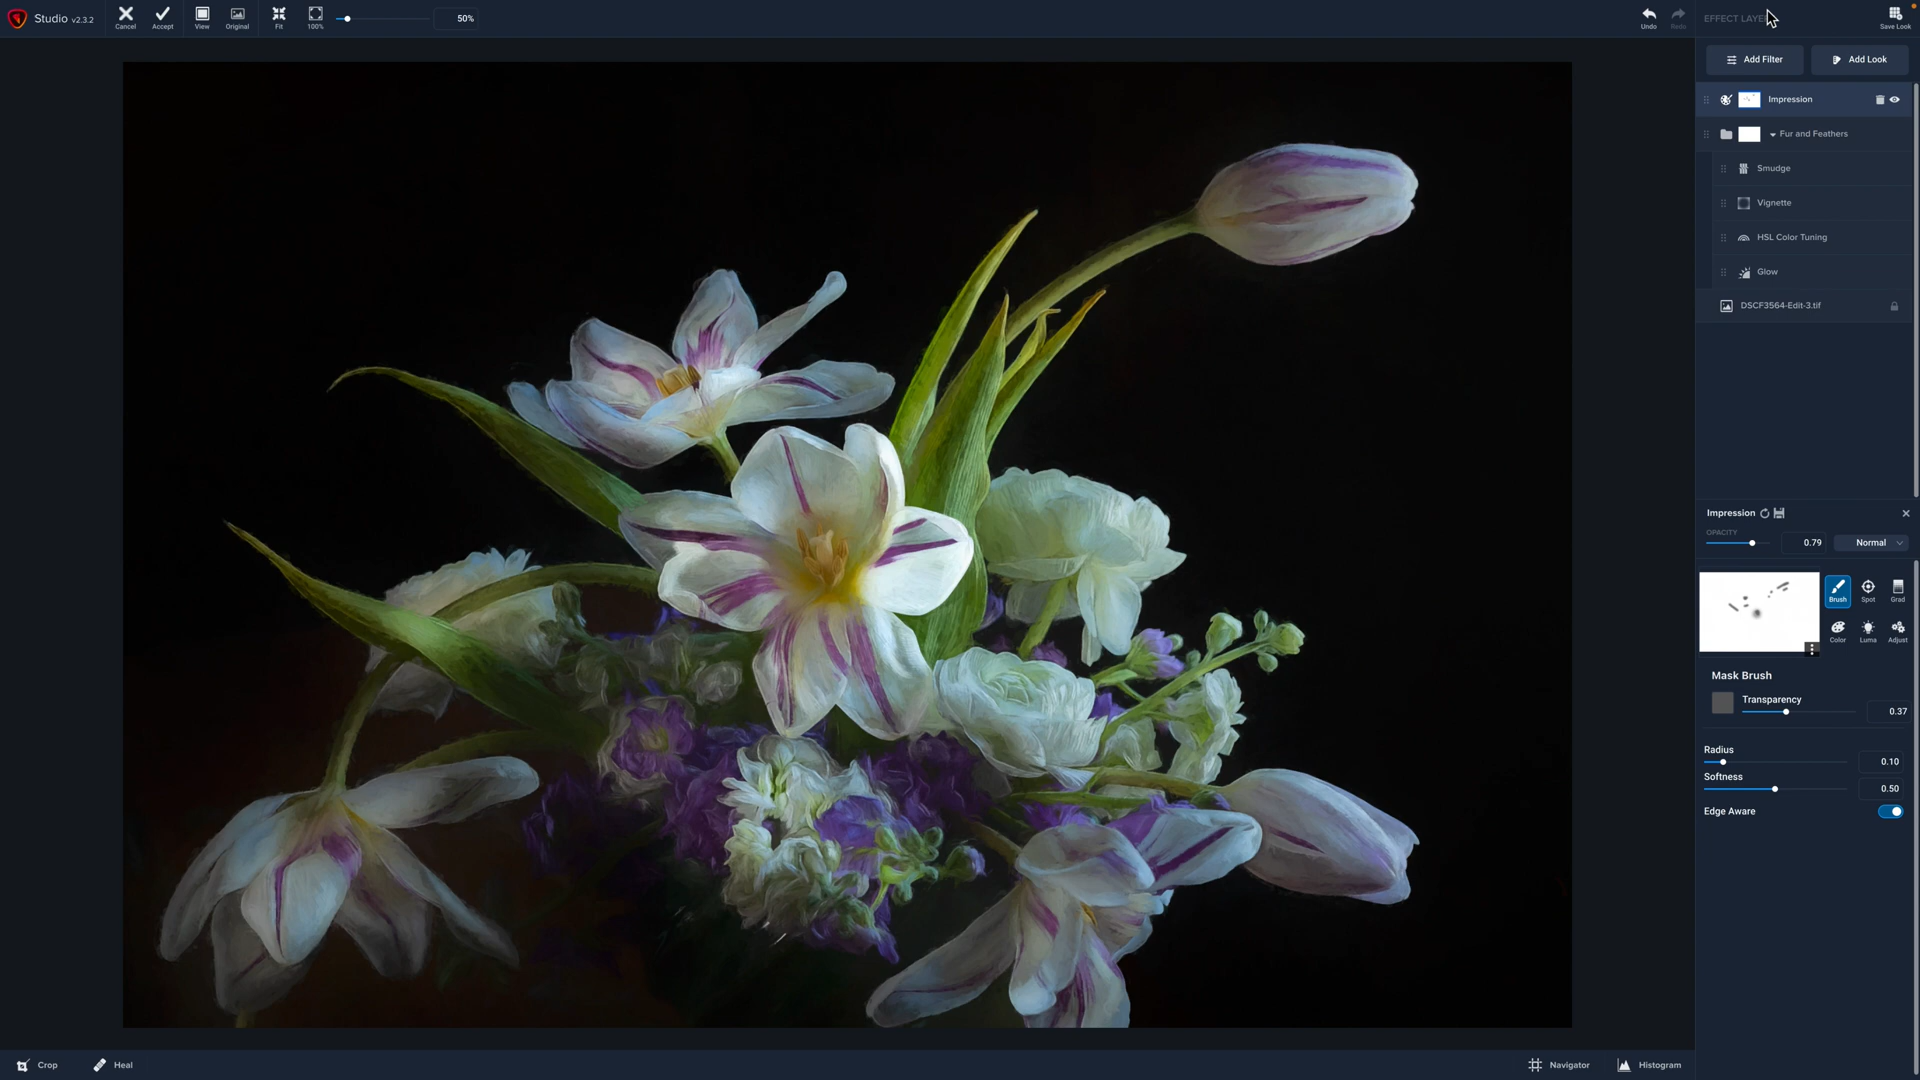 Studio v2.3.2
Cancel
Accept
View
Original
Fit
100%
50%
Undo
Redo
EFFECT LAYE
Save Look
Add Filter
Add Look
Impression
Fur and Feathers
Smudge
Vignette
HSL Color Tuning
Glow
DSCF3564-Edit-3.tif
Impression
OPACITY
0.79
Normal
Brush
Spot
Grad
Color
Luma
Adjust
Mask Brush
Transparency
0.37
Radius
0.10
Softness
0.50
Edge Aware
Crop
Heal
Navigator
Histogram